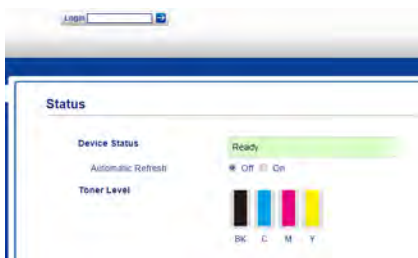 Login
Status
Device Status Ready
Automatic Refresh Off On
Toner Level
BK C M Y